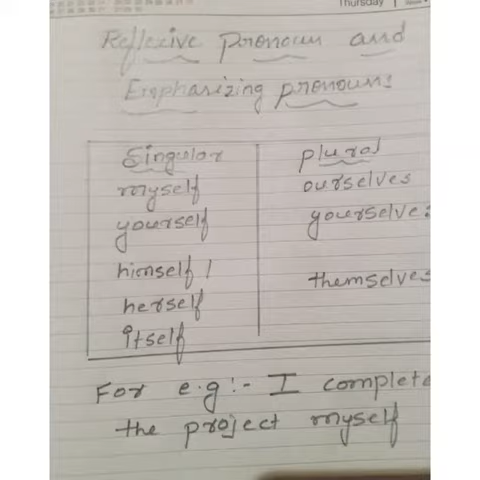 Thursday
Reflexive pronoun and
Emphasizing pronouns
Singular plural
myself ourselves
yourself yourselves
himself /
themselves
herself
itself
For e.g :- I complete
the project myself